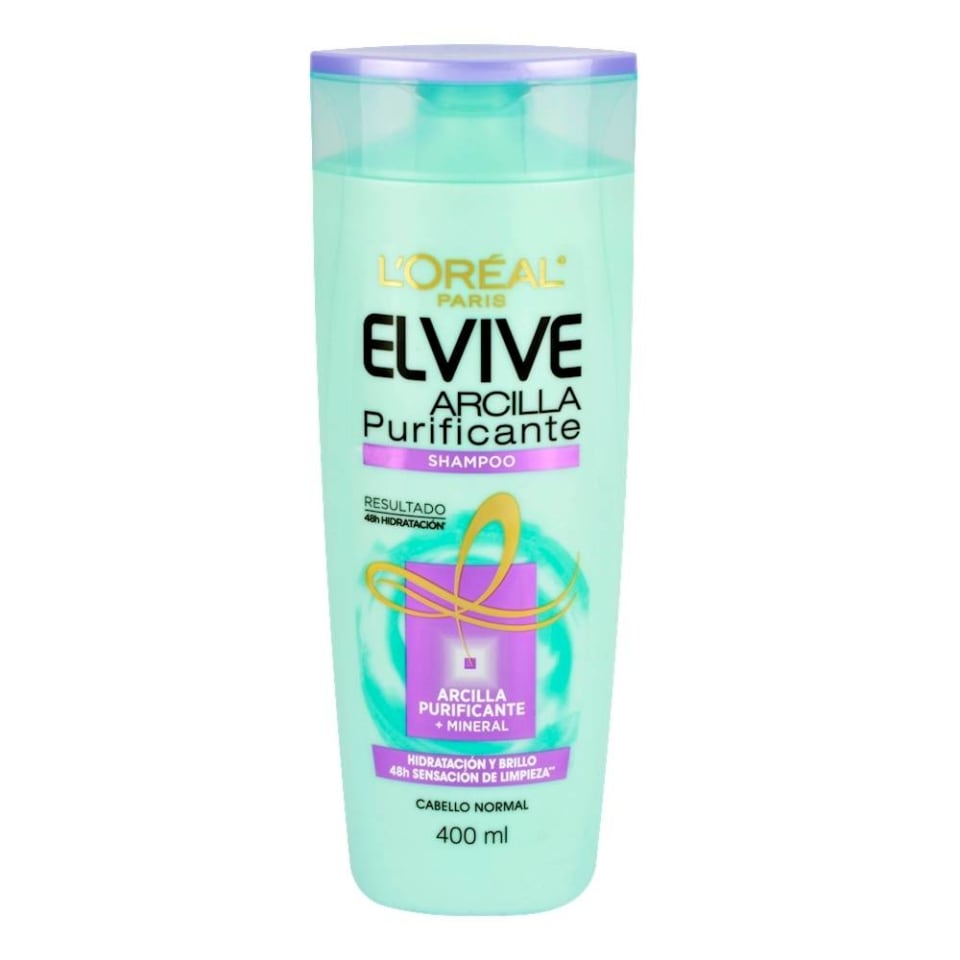 L'ORÉAL®
PARIS
ELVIVE
ARCILLA
Purificante
SHAMPOO
RESULTADO
48h HIDRATACIÓN*
ARCILLA
PURIFICANTE
+ MINERAL
HIDRATACIÓN Y BRILLO
48h SENSACIÓN DE LIMPIEZA**
CABELLO NORMAL
400 ml